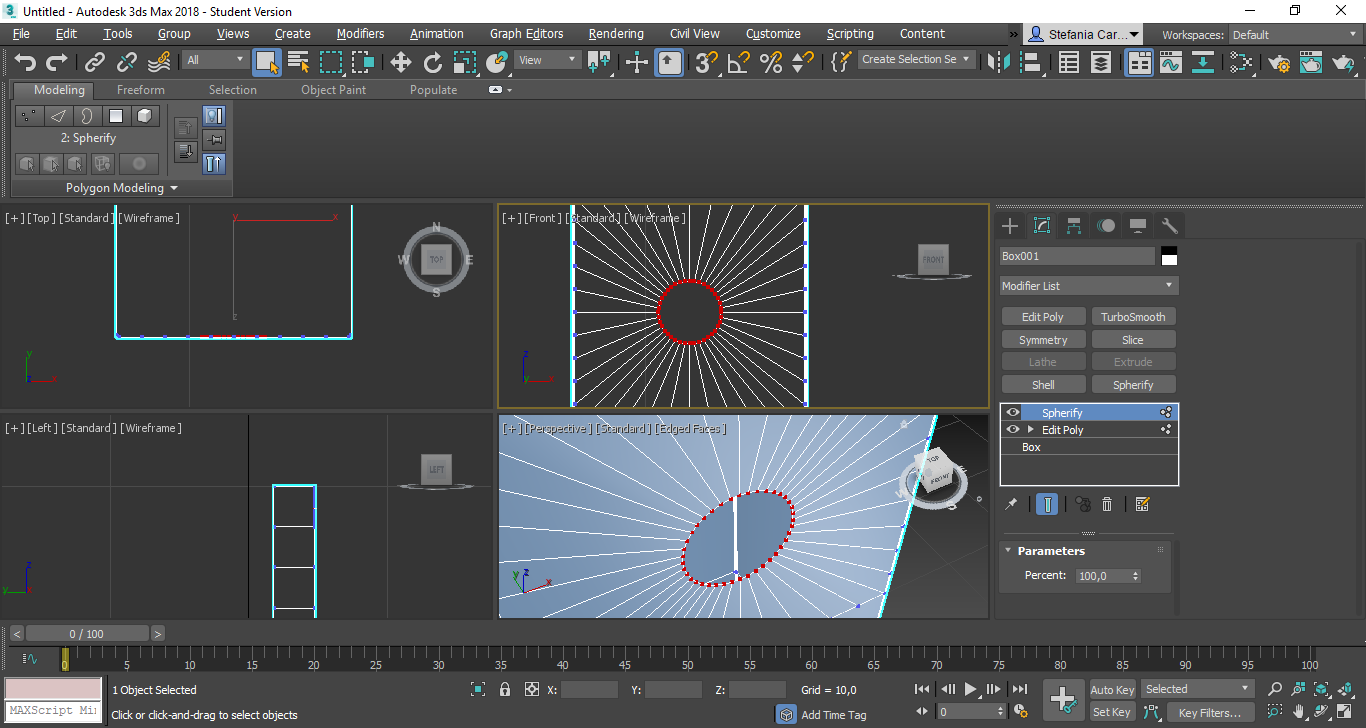 Untitled - Autodesk 3ds Max 2018 - Student Version
File Edit Tools Group Views Create Modifiers Animation Graph Editors Rendering Civil View Customize Scripting Content » Stefania Car... Workspaces: Default
All View Create Selection Se
Modeling Freeform Selection Object Paint Populate
2: Spherify
Polygon Modeling
[+] [Top] [Standard] [Wireframe]
y x
z
N
W TOP E
S
y
z x
[+] [Front] [Standard] [Wireframe]
FRONT
z
y x
[+] [Left] [Standard] [Wireframe]
LEFT
z
y x
[+] [Perspective] [Standard] [Edged Faces]
TOP
FRONT
W E
S
z
y x
Box001
Modifier List
Edit Poly TurboSmooth
Symmetry Slice
Lathe Extrude
Shell Spherify
Spherify
Edit Poly
Box
Parameters
Percent: 100,0
< 0 / 100 >
0 5 10 15 20 25 30 35 40 45 50 55 60 65 70 75 80 85 90 95 100
1 Object Selected X: Y: Z: Grid = 10,0 Auto Key Selected
MAXScript Mi Click or click-and-drag to select objects Add Time Tag 0 Set Key Key Filters...